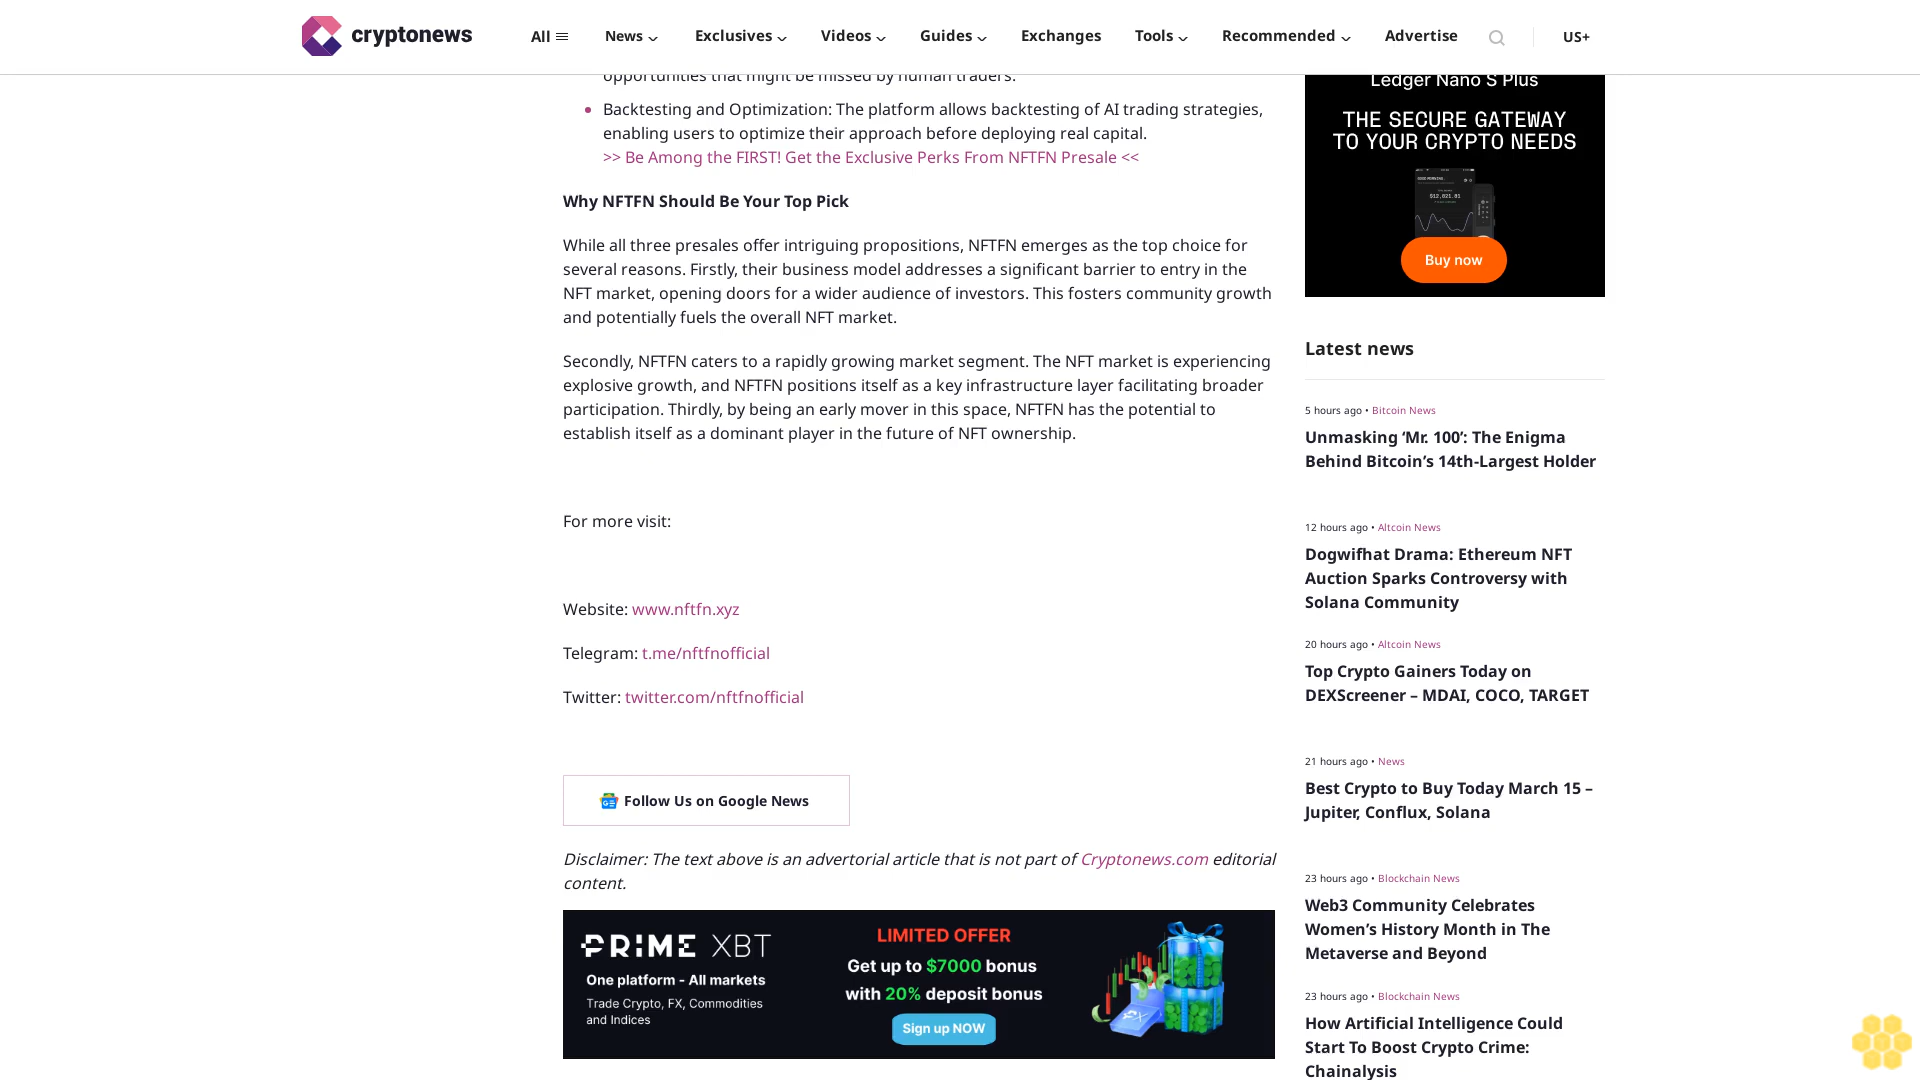 cryptonews
All
News
Exclusives
Videos
Guides
Exchanges
Tools
Recommended
Advertise
US+
opportunities that might be missed by human traders.
Backtesting and Optimization: The platform allows backtesting of AI trading strategies,
enabling users to optimize their approach before deploying real capital.
>> Be Among the FIRST! Get the Exclusive Perks From NFTFN Presale <<
Why NFTFN Should Be Your Top Pick
While all three presales offer intriguing propositions, NFTFN emerges as the top choice for
several reasons. Firstly, their business model addresses a significant barrier to entry in the
NFT market, opening doors for a wider audience of investors. This fosters community growth
and potentially fuels the overall NFT market.
Secondly, NFTFN caters to a rapidly growing market segment. The NFT market is experiencing
explosive growth, and NFTFN positions itself as a key infrastructure layer facilitating broader
participation. Thirdly, by being an early mover in this space, NFTFN has the potential to
establish itself as a dominant player in the future of NFT ownership.
For more visit:
Website: www.nftfn.xyz
Telegram: t.me/nftfnofficial
Twitter: twitter.com/nftfnofficial
Follow Us on Google News
Disclaimer: The text above is an advertorial article that is not part of Cryptonews.com editorial
content.
PRIME XBT
One platform - All markets
Trade Crypto, FX, Commodities
and Indices
LIMITED OFFER
Get up to $7000 bonus
with 20% deposit bonus
Sign up NOW
Ledger Nano S Plus
THE SECURE GATEWAY
TO YOUR CRYPTO NEEDS
$12,821.01
Buy now
Latest news
5 hours ago • Bitcoin News
Unmasking ‘Mr. 100’: The Enigma
Behind Bitcoin’s 14th-Largest Holder
12 hours ago • Altcoin News
Dogwifhat Drama: Ethereum NFT
Auction Sparks Controversy with
Solana Community
20 hours ago • Altcoin News
Top Crypto Gainers Today on
DEXScreener – MDAI, COCO, TARGET
21 hours ago • News
Best Crypto to Buy Today March 15 –
Jupiter, Conflux, Solana
23 hours ago • Blockchain News
Web3 Community Celebrates
Women’s History Month in The
Metaverse and Beyond
23 hours ago • Blockchain News
How Artificial Intelligence Could
Start To Boost Crypto Crime:
Chainalysis